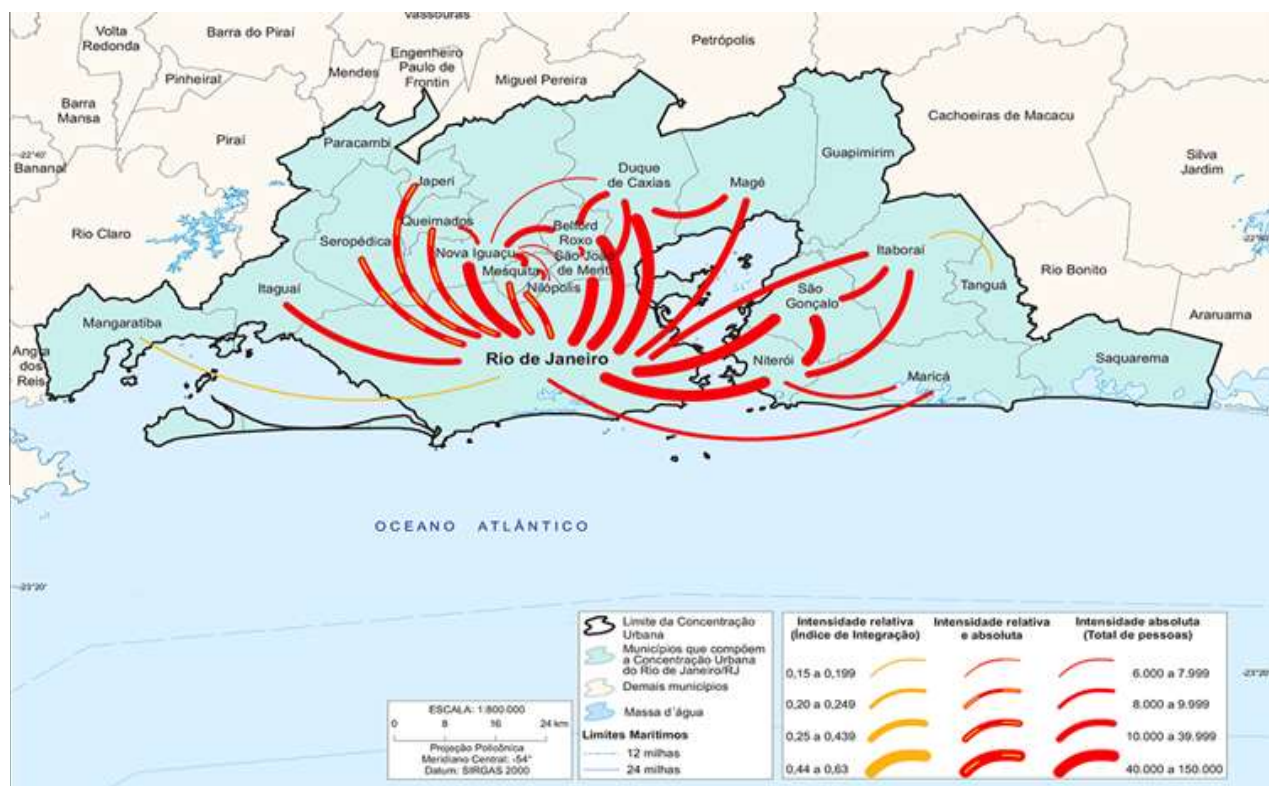 Vassouras
Volta
Redonda
Barra do Piraí
Petrópolis
Engenheiro
Paulo de
Frontin
Mendes
Pinheiral
Miguel Pereira
Barra
Mansa
Cachoeiras de Macacu
Piraí
Paracambi
Guapimirim
-22°40'
Bananal
Silva
Jardim
Duque
de Caxias
Japeri
Magé
Queimados
Belford
Roxo
Rio Claro
Seropédica
Nova Iguaçu
São João
de Meriti
Itaboraí
Mesquita
Rio Bonito
Itaguaí
Nilópolis
São
Gonçalo
Tanguá
Araruama
Mangaratiba
Angra
dos
Reis
Rio de Janeiro
Niterói
Saquarema
Maricá
OCEANO ATLÂNTICO
-23°20'
-23°20'
Limite da Concentração
Urbana
Municípios que compõem
a Concentração Urbana
do Rio de Janeiro/RJ
Demais municípios
Massa d'água
Limites Marítimos
12 milhas
24 milhas
ESCALA: 1:800.000
0 8 16 24 km
Projeção Policônica
Meridiano Central: -54°
Datum: SIRGAS 2000
Intensidade relativa
(Índice de Integração)
Intensidade relativa
e absoluta
Intensidade absoluta
(Total de pessoas)
0,15 a 0,199
6.000 a 7.999
0,20 a 0,249
8.000 a 9.999
0,25 a 0,439
10.000 a 39.999
0,44 a 0,63
40.000 a 150.000